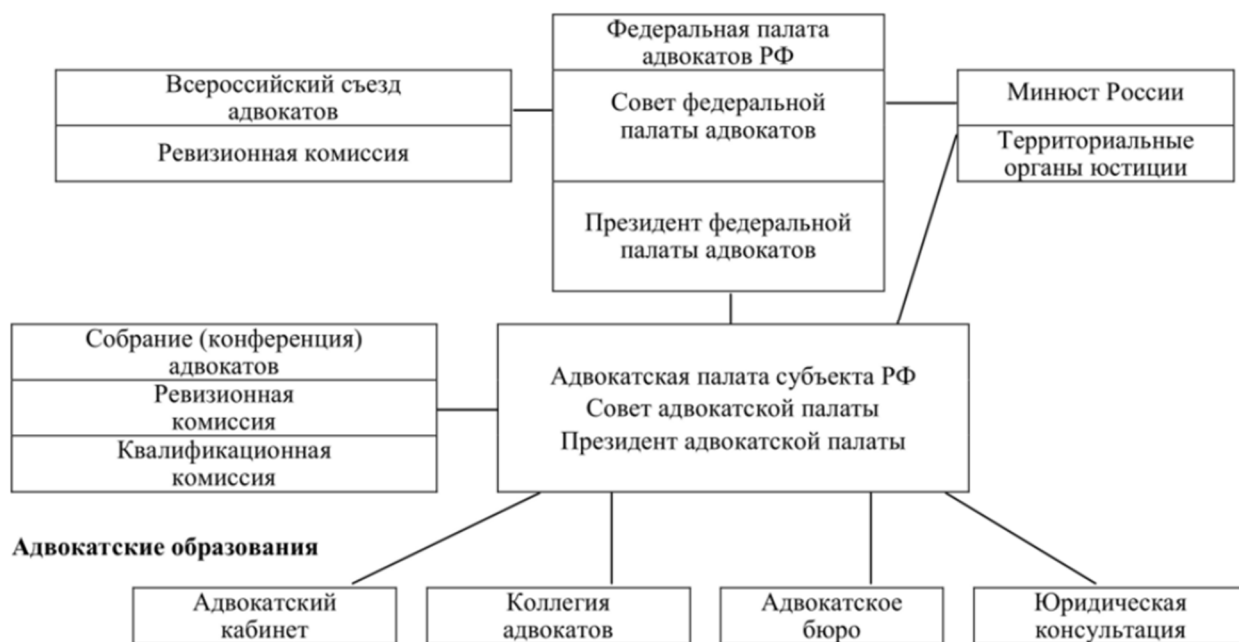 Федеральная палата
адвокатов РФ
Всероссийский съезд
адвокатов
Ревизионная комиссия
Совет федеральной
палаты адвокатов
Президент федеральной
палаты адвокатов
Минюст России
Территориальные
органы юстиции
Собрание (конференция)
адвокатов
Ревизионная
комиссия
Квалификационная
комиссия
Адвокатская палата субъекта РФ
Совет адвокатской палаты
Президент адвокатской палаты
Адвокатские образования
Адвокатский
кабинет
Коллегия
адвокатов
Адвокатское
бюро
Юридическая
консультация